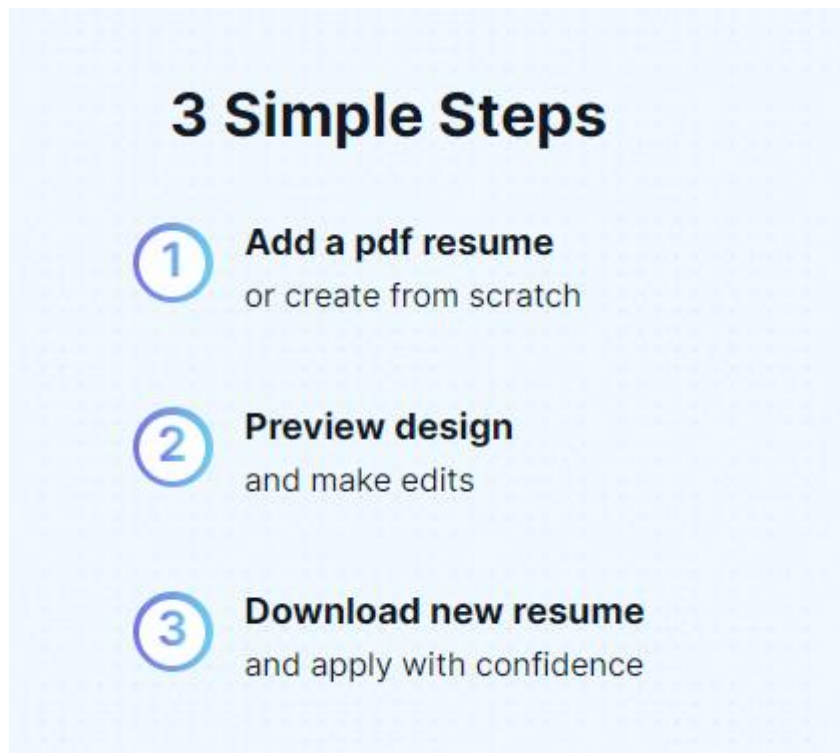 3 Simple Steps
1
Add a pdf resume
or create from scratch
2
Preview design
and make edits
3
Download new resume
and apply with confidence